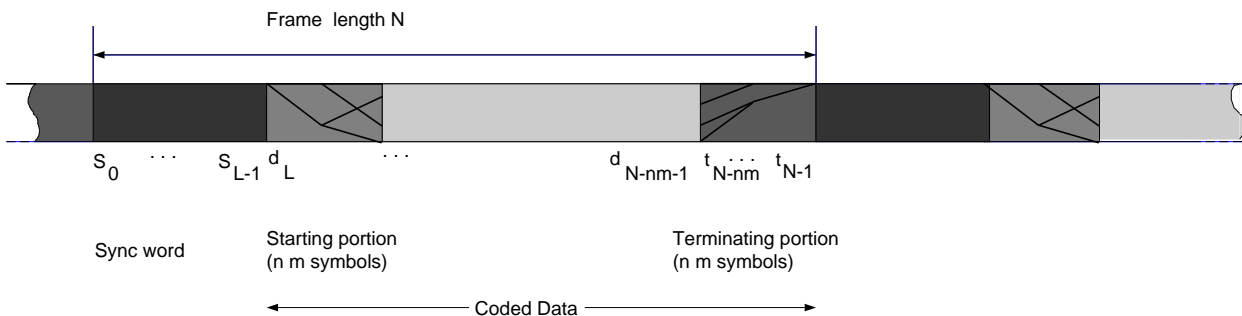 Frame length N
S0 ... SL-1 dL ... dN-nm-1 tN-nm ... tN-1
Sync word
Starting portion
(n m symbols)
Terminating portion
(n m symbols)
Coded Data